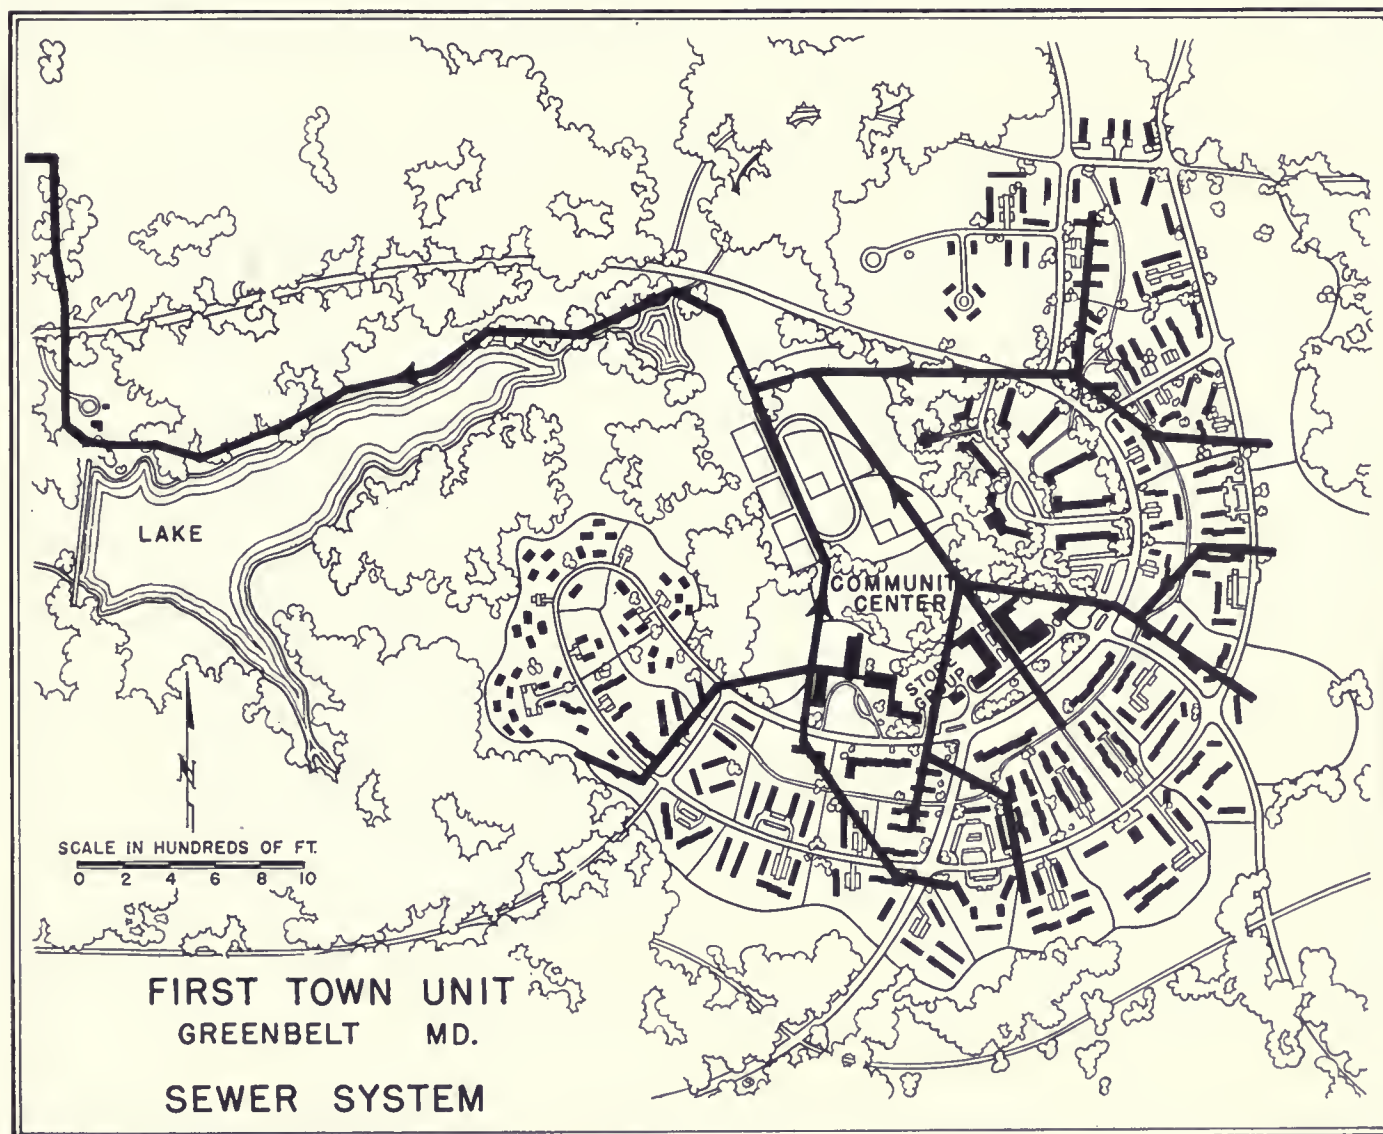 LAKE
COMMUNIT
CENTER
STORE
GROUP
N
SCALE IN HUNDREDS OF FT.
0 2 4 6 8 10
FIRST TOWN UNIT
GREENBELT MD.
SEWER SYSTEM